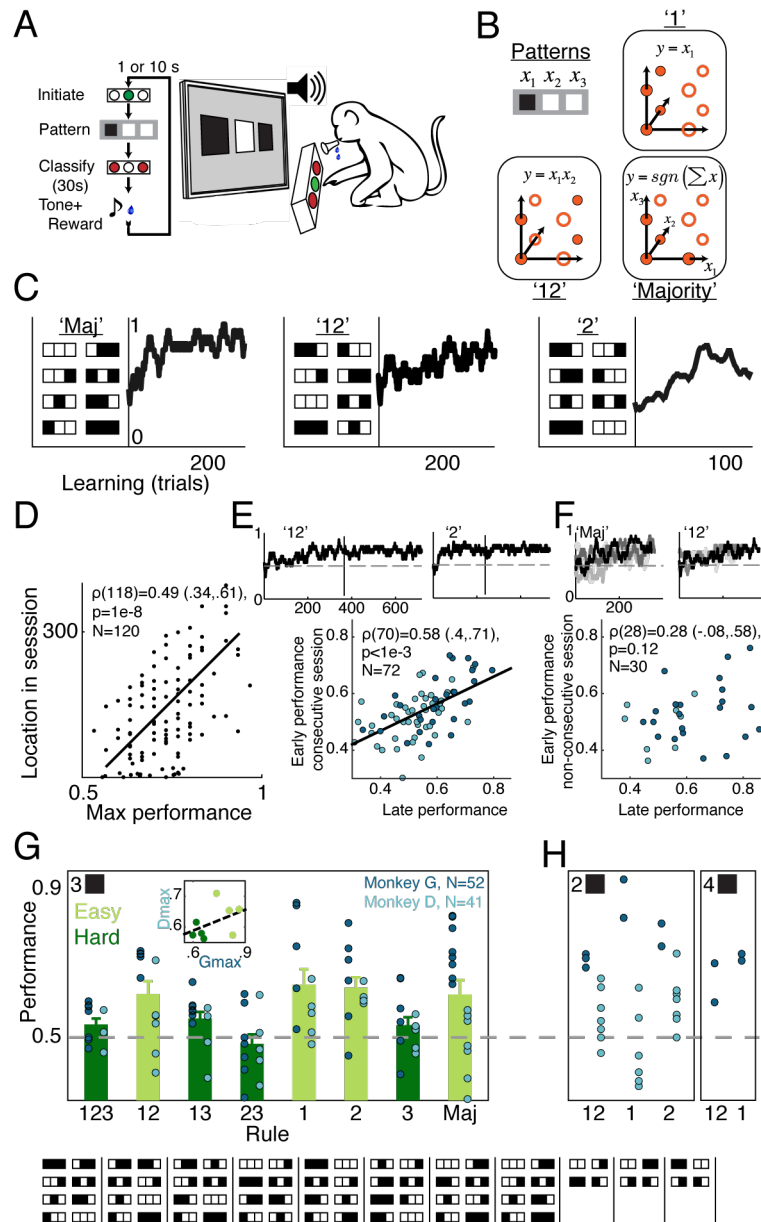 A
1 or 10 s
Initiate
Pattern
Classify
(30s)
Tone+
Reward
B
Patterns
x1 x2 x3
'1'
y = x1
y = x1x2
'12'
y = sgn(∑x)
x3
x2
x1
'Majority'
C
'Maj'
1
0
200
Learning (trials)
'12'
200
'2'
100
D
ρ(118)=0.49 (.34,.61),
p=1e-8
N=120
Location in sesssion
300
0.5
1
Max performance
E
'12'
1
0
200 400 600
'2'
ρ(70)=0.58 (.4,.71),
p<1e-3
N=72
Early performance
consecutive session
0.8
0.6
0.4
0.2 0.4 0.6 0.8
Late performance
F
'Maj'
1
0
200
'12'
ρ(28)=0.28 (-.08,.58),
p=0.12
N=30
Early performance
non-consecutive session
0.8
0.6
0.4
0.2 0.4 0.6 0.8
Late performance
G
3
Easy
Hard
Performance
0.9
0.5
Dmax
.7
.6
.6 .9
Gmax
Monkey G, N=52
Monkey D, N=41
123 12 13 23 1 2 3 Maj
Rule
H
2
12 1 2
4
12 1